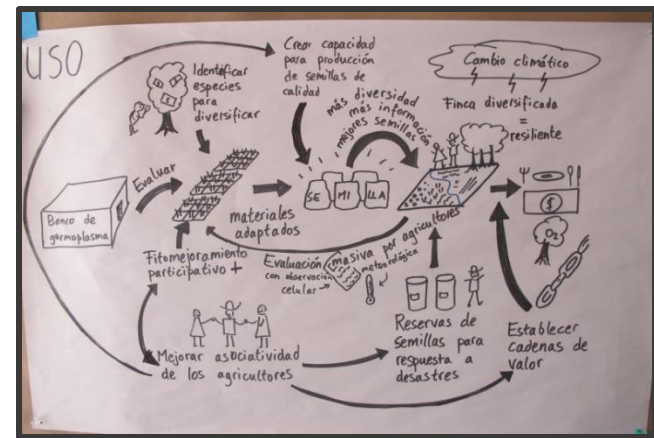 USO
Identificar
especies
para
diversificar
Crear capacidad
para producción
de semillas de
calidad
Cambio climático
más diversidad
más información
mejores semillas
Finca diversificada
=
resiliente
Evaluar
Banco de
germoplasma
SE MI LLA
materiales
adaptados
$
O2
Fitomejoramiento
participativo +
Evaluación masiva por agricultores
con observación meteorológica
celular →
Mejorar asociatividad
de los agricultores
Reservas de
semillas para
respuesta a
desastres
Establecer
cadenas de
valor